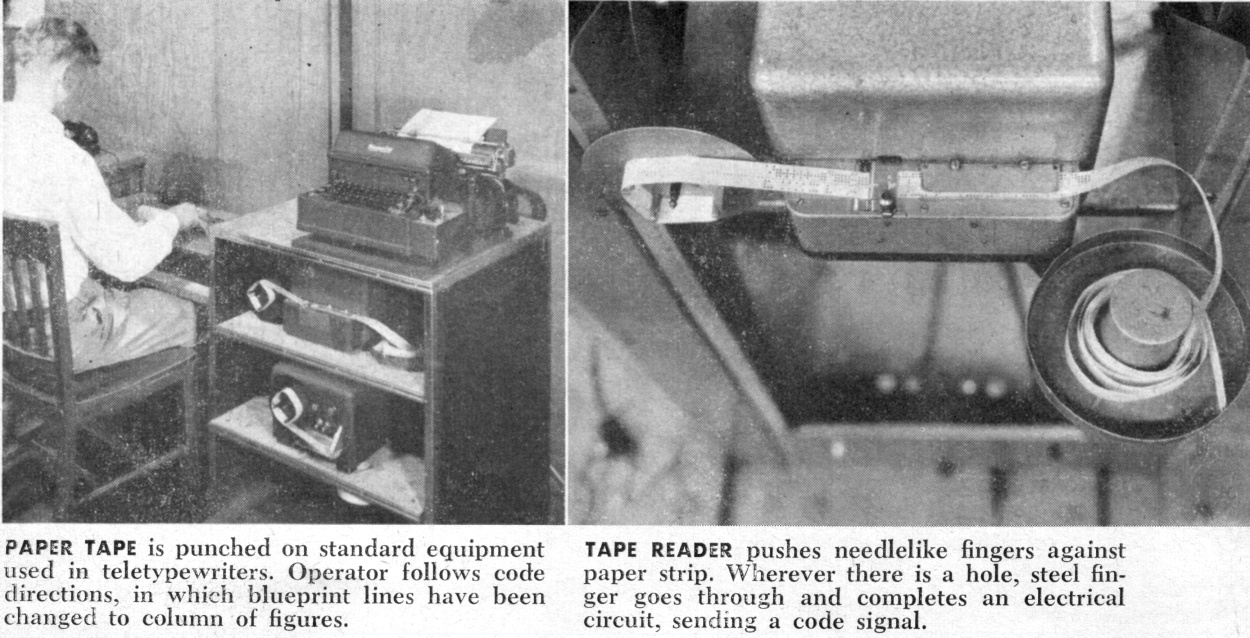 PAPER TAPE is punched on standard equipment
used in teletypewriters. Operator follows code
directions, in which blueprint lines have been
changed to column of figures.
TAPE READER pushes needlelike fingers against
paper strip. Wherever there is a hole, steel fin-
ger goes through and completes an electrical
circuit, sending a code signal.